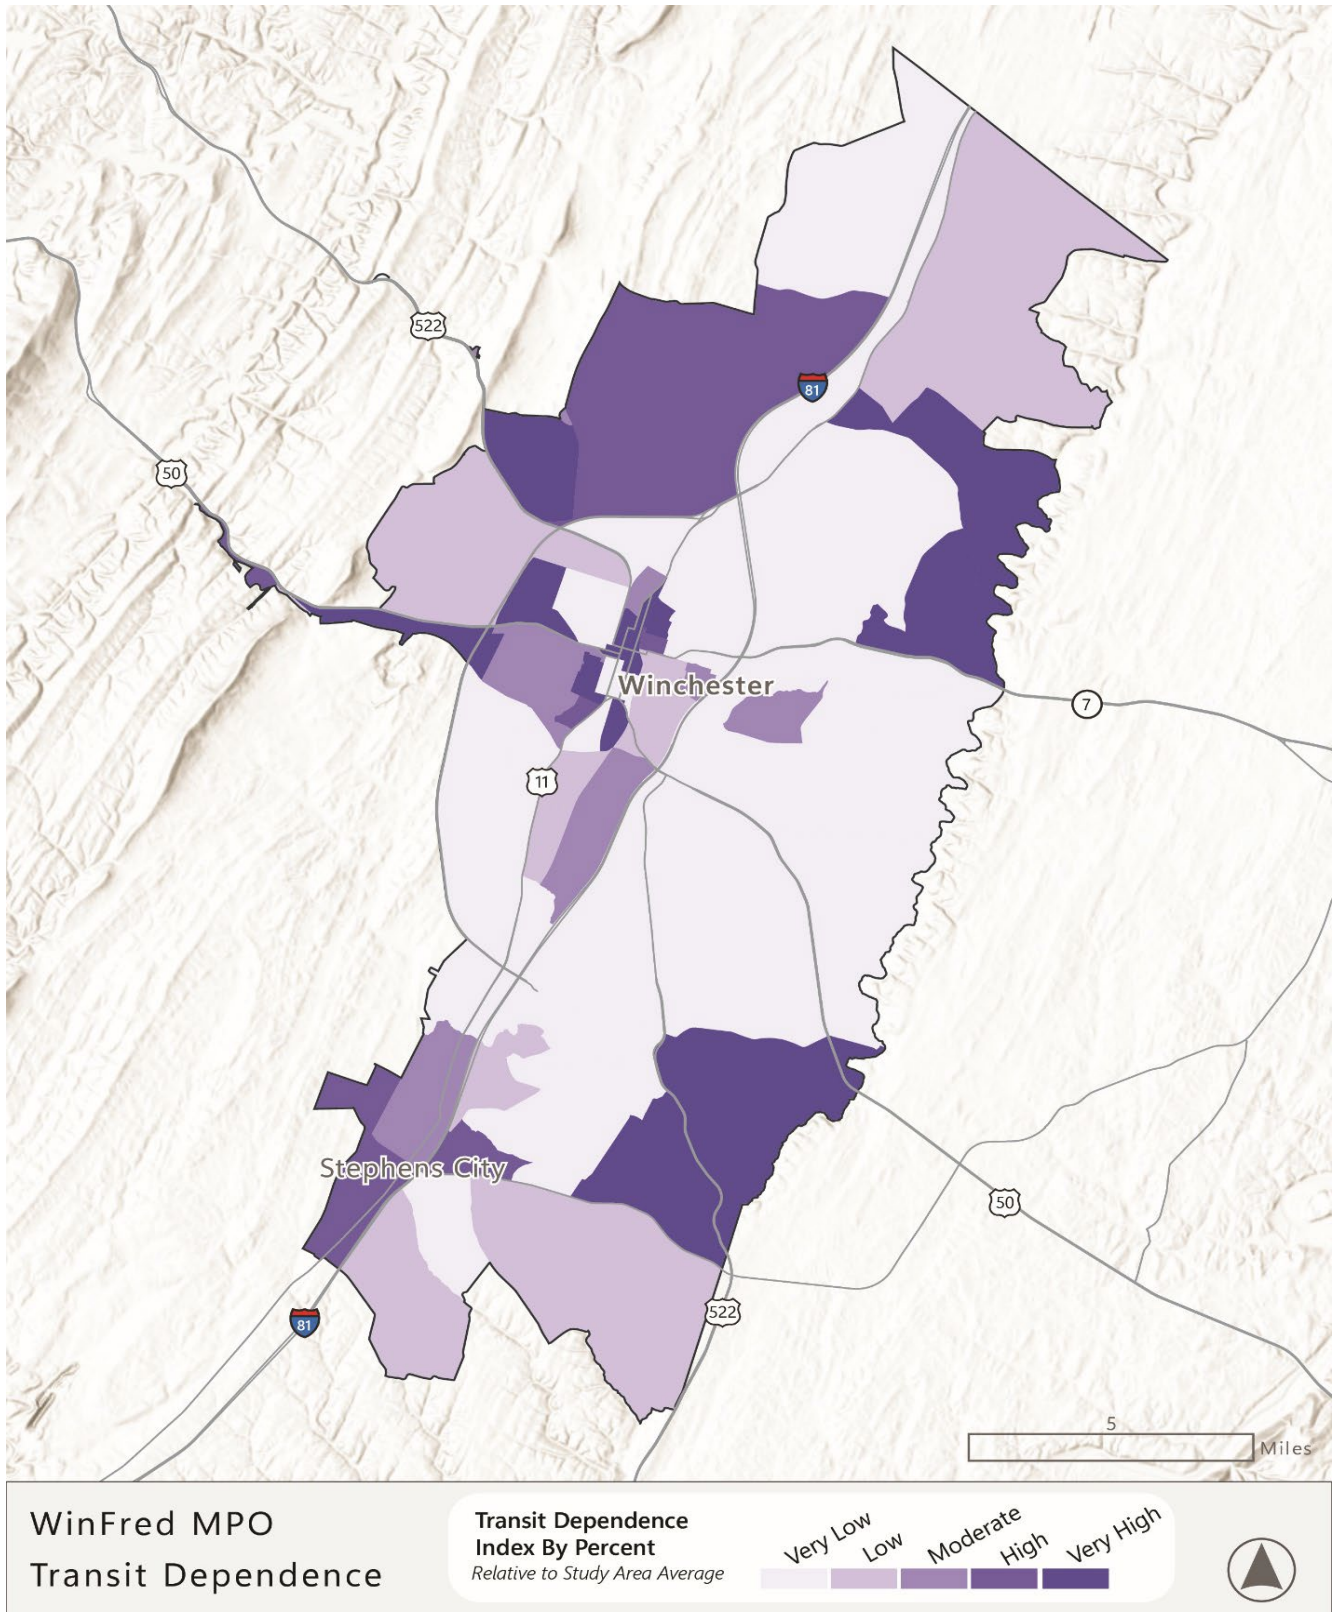 522
81
50
Winchester
7
11
Stephens City
50
81
522
5
Miles
WinFred MPO
Transit Dependence
Transit Dependence
Index By Percent
Relative to Study Area Average
Very Low
Low
Moderate
High
Very High